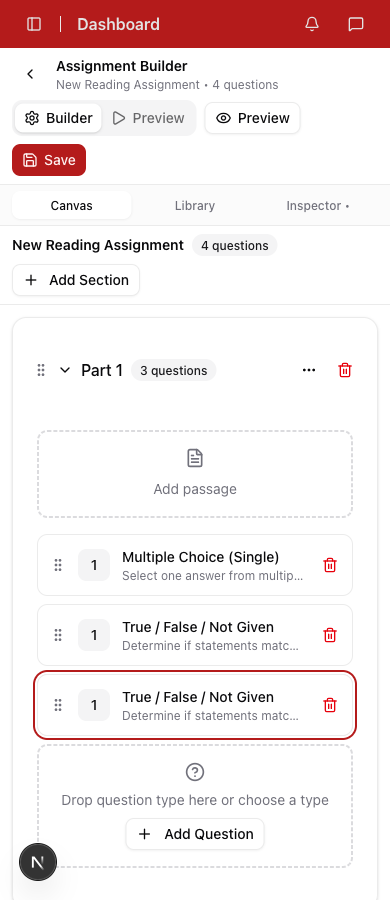 Dashboard
Assignment Builder
New Reading Assignment • 4 questions
Builder
Preview
Preview
Save
Canvas
Library
Inspector •
New Reading Assignment
4 questions
Add Section
Part 1
3 questions
Add passage
1
Multiple Choice (Single)
Select one answer from multip...
1
True / False / Not Given
Determine if statements matc...
1
True / False / Not Given
Determine if statements matc...
Drop question type here or choose a type
Add Question
N